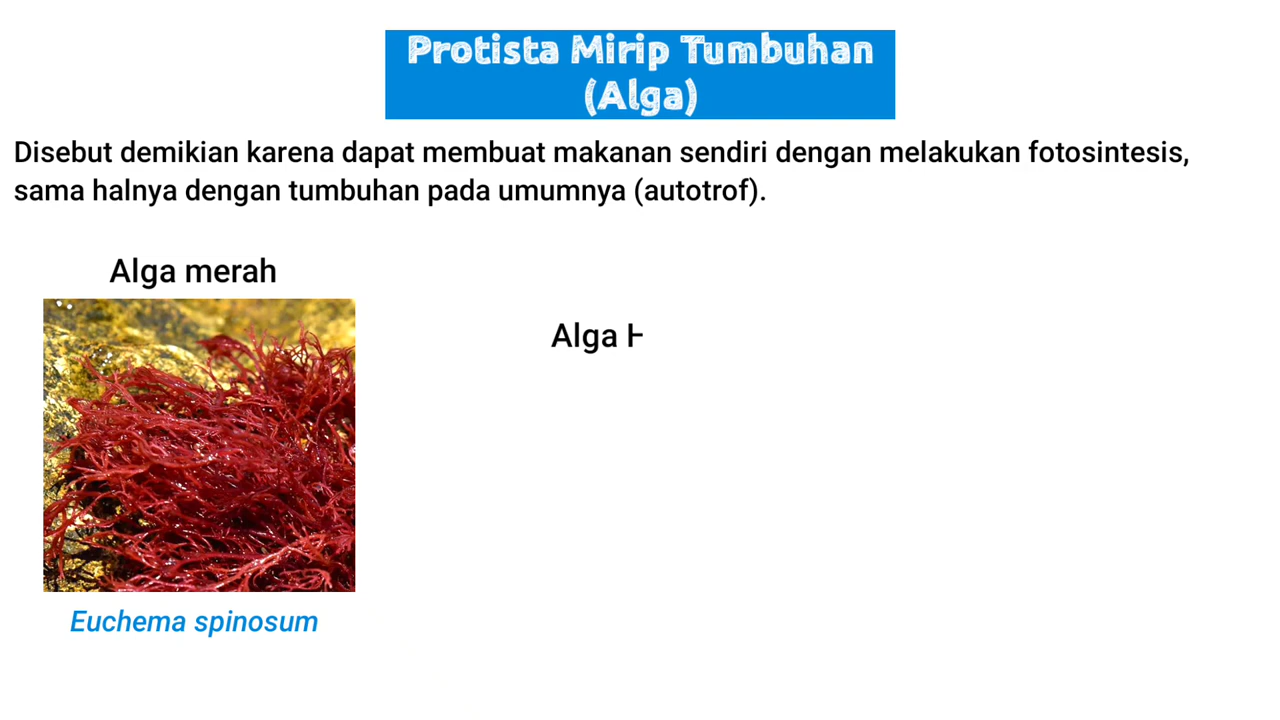 Protista Mirip Tumbuhan
(Alga)
Disebut demikian karena dapat membuat makanan sendiri dengan melakukan fotosintesis,
sama halnya dengan tumbuhan pada umumnya (autotrof).
Alga merah
Alga
Euchema spinosum